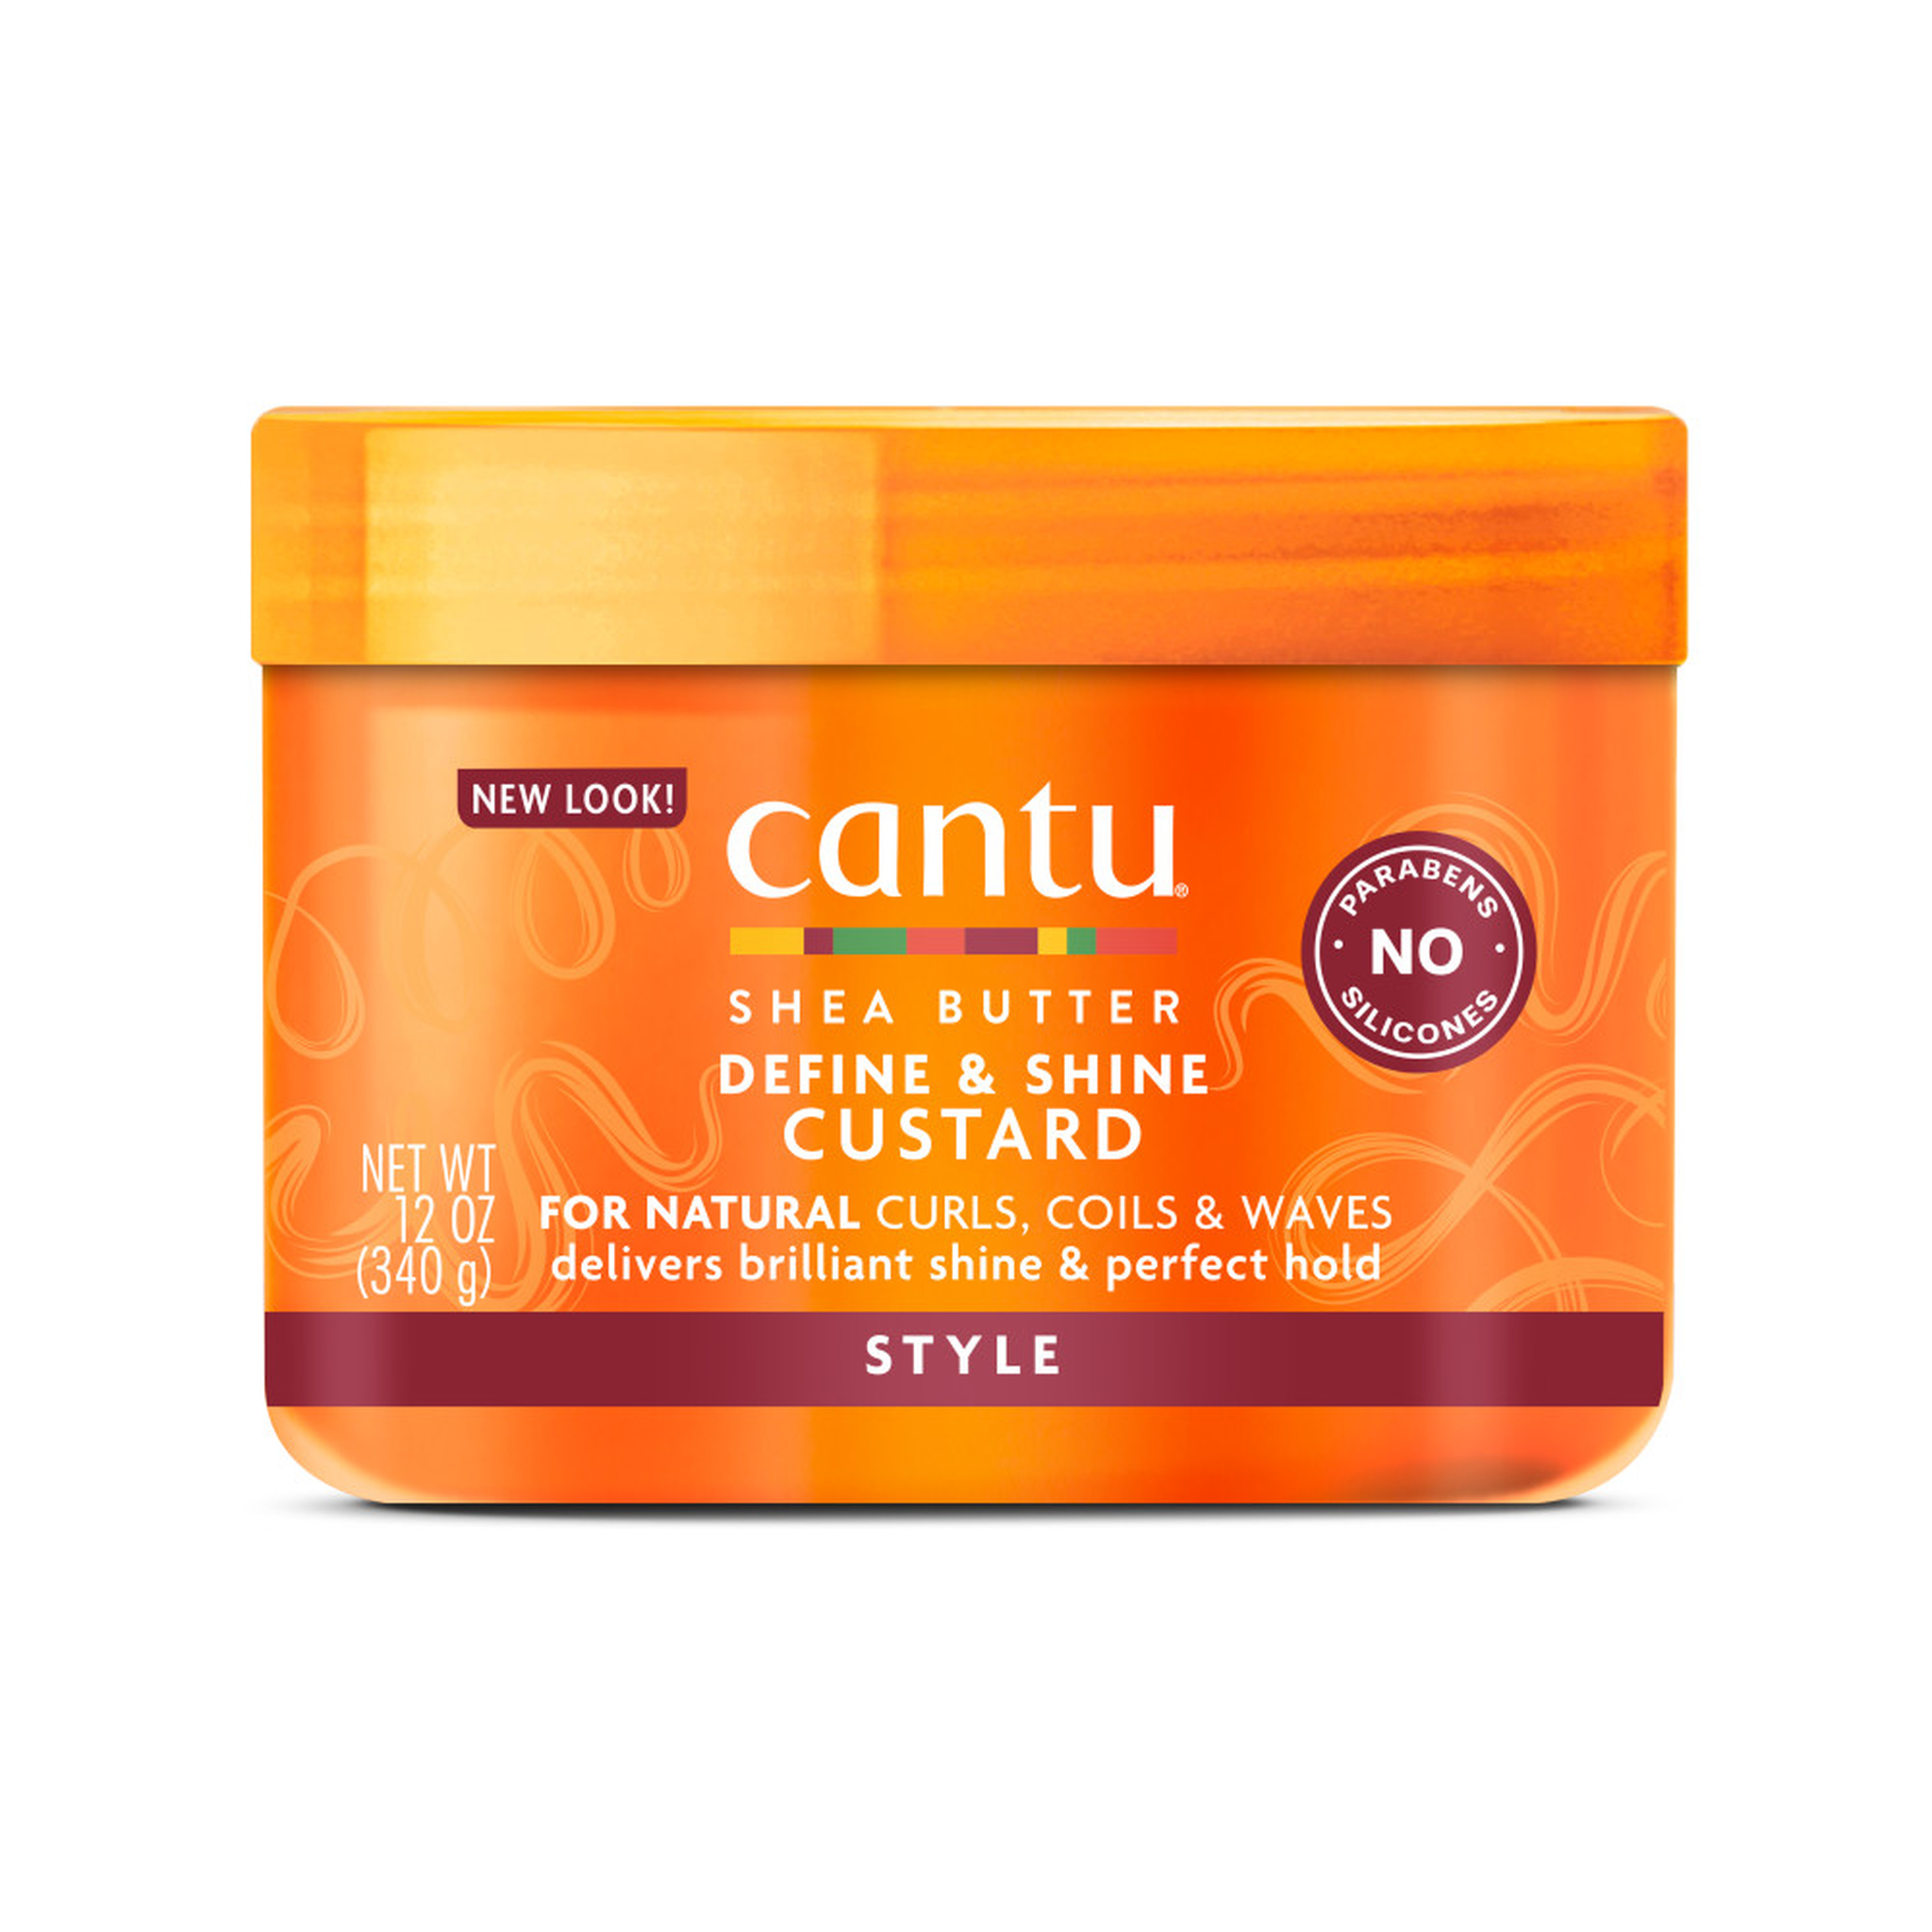 NEW LOOK!
cantu®
SHEA BUTTER
DEFINE & SHINE
CUSTARD
FOR NATURAL CURLS, COILS & WAVES
delivers brilliant shine & perfect hold
NET WT
12 OZ
(340 g)
PARABENS
NO
SILICONES
STYLE